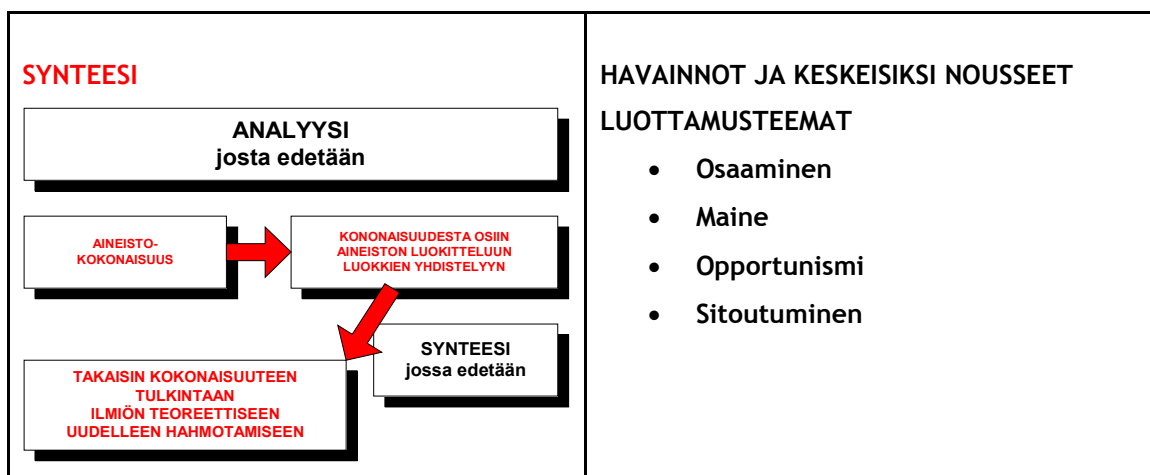 SYNTEESI
ANALYYSI
josta edetään
AINEISTO-
KOKONAISUUS
KONONAISUUDESTA OSIIN
AINEISTON LUOKITTELUUN
LUOKKIEN YHDISTELYYN
SYNTEESI
jossa edetään
TAKAISIN KOKONAISUUTEEN
TULKINTAAN
ILMIÖN TEOREETTISEEN
UUDELLEEN HAHMOTAMISEEN
HAVAINNOT JA KESKEISIKSI NOUSSEET
LUOTTAMUSTEEMAT
• Osaaminen
• Maine
• Opportunismi
• Sitoutuminen